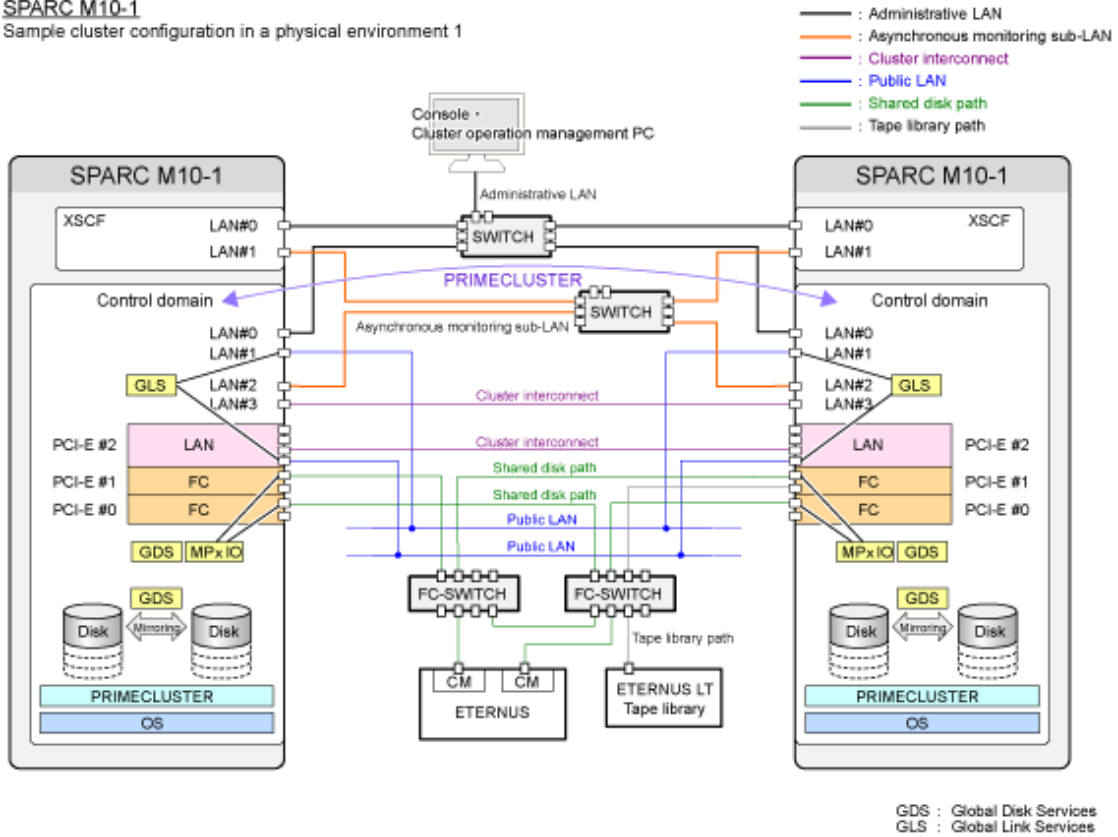 SPARC M10-1
Sample cluster configuration in a physical environment 1
: Administrative LAN
: Asynchronous monitoring sub-LAN
: Cluster interconnect
: Public LAN
: Shared disk path
: Tape library path
Console・
Cluster operation management PC
Administrative LAN
SWITCH
PRIMECLUSTER
SWITCH
Asynchronous monitoring sub-LAN
Cluster interconnect
Cluster interconnect
Shared disk path
Shared disk path
Public LAN
Public LAN
FC-SWITCH
FC-SWITCH
Tape library path
CM
CM
ETERNUS
ETERNUS LT
Tape library
SPARC M10-1
XSCF
LAN#0
LAN#1
Control domain
LAN#0
LAN#1
GLS
LAN#2
LAN#3
PCI-E #2
LAN
PCI-E #1
FC
PCI-E #0
FC
GDS
MPxIO
GDS
Disk
Mirroring
Disk
PRIMECLUSTER
OS
SPARC M10-1
LAN#0
XSCF
LAN#1
Control domain
LAN#0
LAN#1
LAN#2
GLS
LAN#3
LAN
PCI-E #2
FC
PCI-E #1
FC
PCI-E #0
MPxIO
GDS
GDS
Disk
Mirroring
Disk
PRIMECLUSTER
OS
GDS : Global Disk Services
GLS : Global Link Services